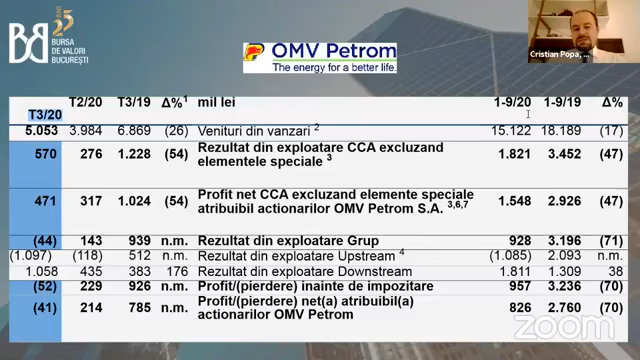 25 ANI
BURSA
DE VALORI
BUCUREȘTI
OMV Petrom
The energy for a better life.
Cristian Popa, ...
T3/20 T2/20 T3/19 Δ%1 mil lei 1-9/20 1-9/19 Δ%
5.053 3.984 6.869 (26) Venituri din vanzari 2 15.122 18.189 (17)
570 276 1.228 (54) Rezultat din exploatare CCA excluzand elementele speciale 3 1.821 3.452 (47)
471 317 1.024 (54) Profit net CCA excluzand elemente speciale atribuibil actionarilor OMV Petrom S.A. 3,6,7 1.548 2.926 (47)
(44) 143 939 n.m. Rezultat din exploatare Grup 928 3.196 (71)
(1.097) (118) 512 n.m. Rezultat din exploatare Upstream 4 (1.085) 2.093 n.m.
1.058 435 383 176 Rezultat din exploatare Downstream 1.811 1.309 38
(52) 229 926 n.m. Profit/(pierdere) inainte de impozitare 957 3.236 (70)
(41) 214 785 n.m. Profit/(pierdere) net(a) atribuibil(a) actionarilor OMV Petrom 826 2.760 (70)
zoom